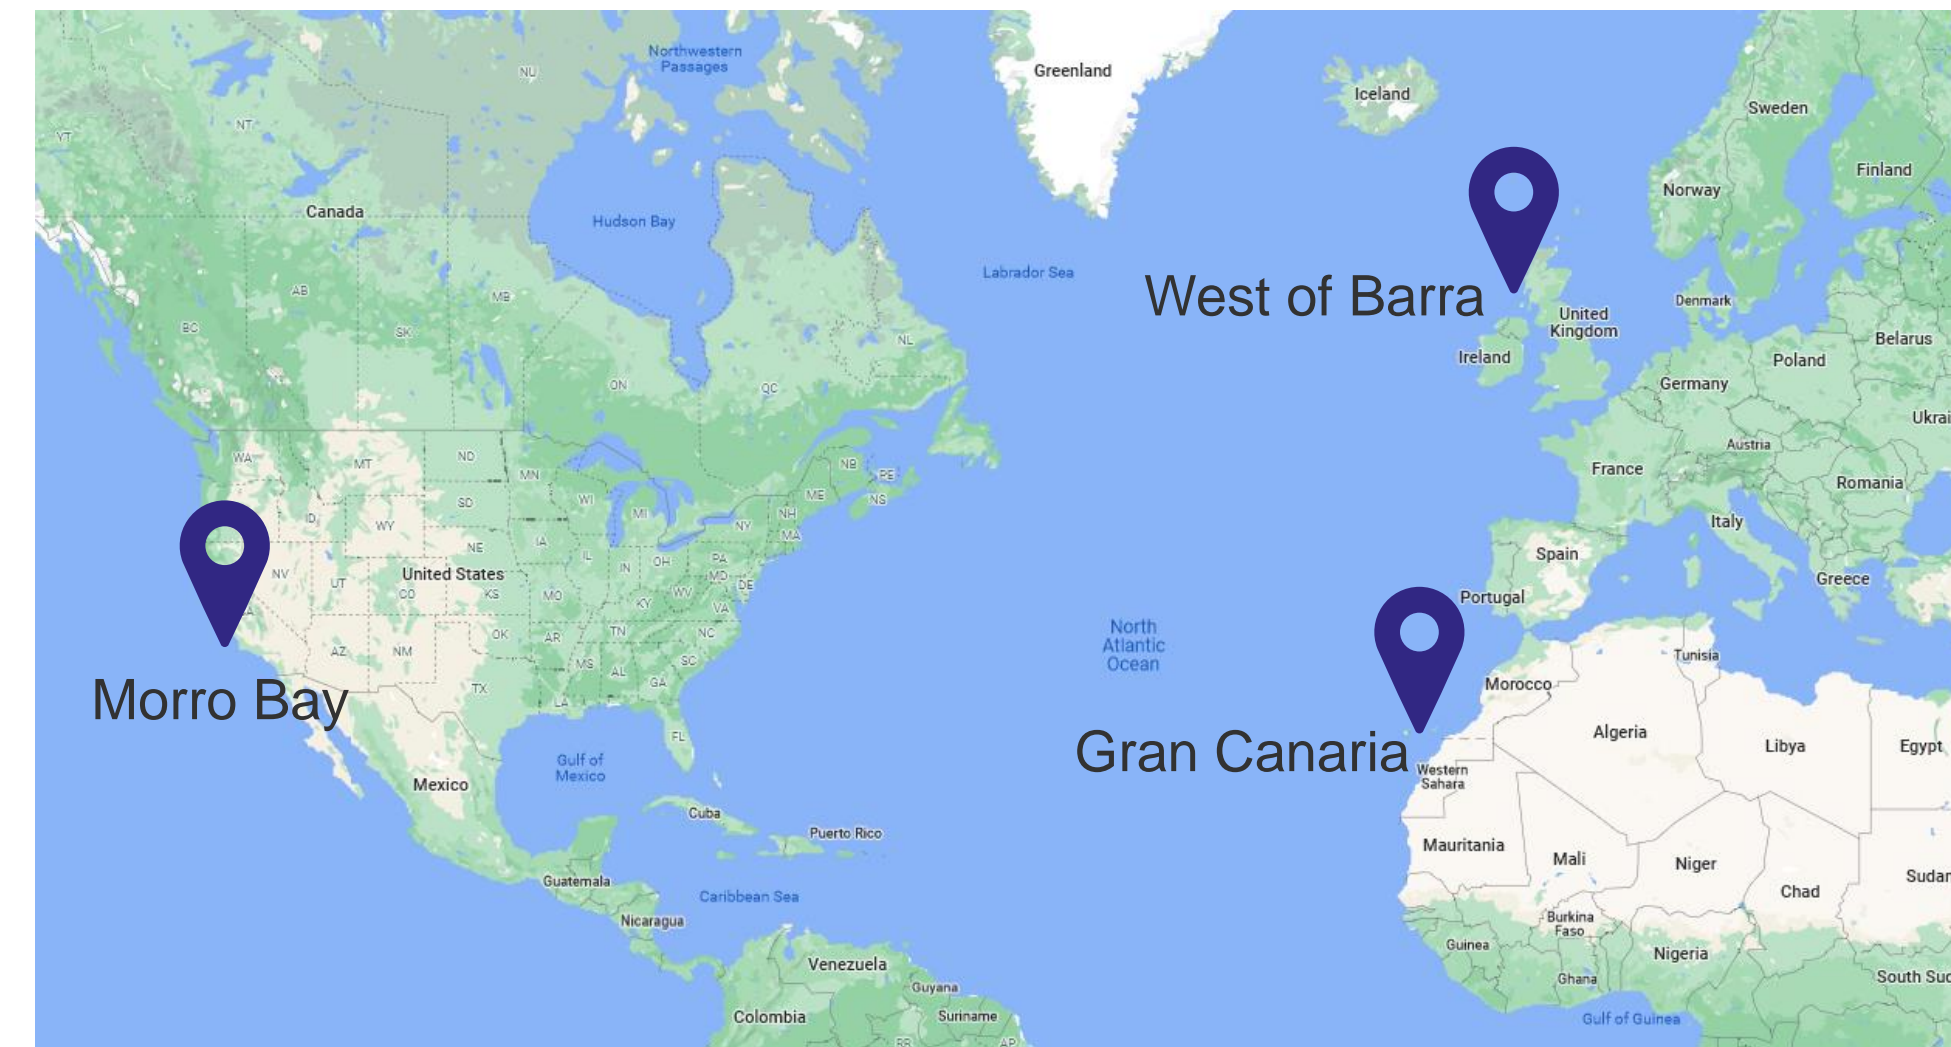 Northwestern
Passages
NU
Greenland
Iceland
Sweden
NT
YT
Finland
Norway
Canada
Hudson Bay
Labrador Sea
West of Barra
AB
MB
Denmark
United
Kingdom
BC
SK
NL
Belarus
Ireland
Poland
ON
QC
Germany
Ukrai
Austria
WA
MT
ND
NB
PE
France
MN
Romania
SD
WI
ME
NS
MI
NH
ID
WY
NY
Italy
MA
NE
IA
IL
IN
OH
PA
Spain
NV
UT
United States
CO
KS
MO
MD
DE
Greece
KY
WV
VA
Portugal
OK
AR
TN
NC
North
Atlantic
Ocean
AZ
NM
MS
AL
SC
Tunisia
Morro Bay
TX
LA
GA
Morocco
FL
Algeria
Libya
Egypt
Gran Canaria
Gulf of
Mexico
Western
Sahara
Mexico
Cuba
Puerto Rico
Mauritania
Mali
Niger
Chad
Sudan
Guatemala
Caribbean Sea
Nicaragua
Burkina
Faso
Guinea
Nigeria
Venezuela
Ghana
South Sud
Guyana
Colombia
Suriname
Gulf of Guinea
RR
AP